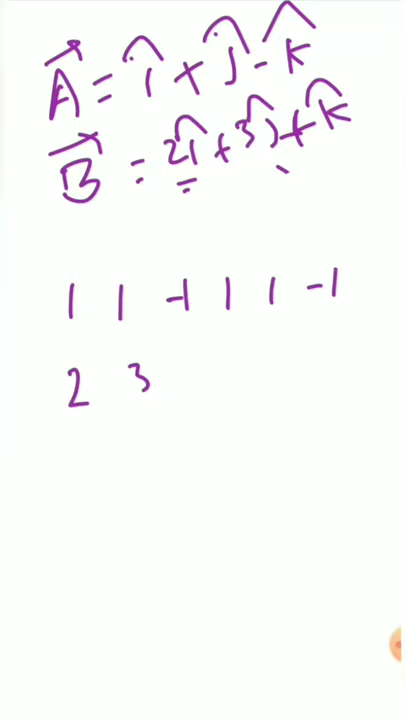 A⃗ = î + ĵ - k̂
B⃗ = 2î + 3ĵ + k̂
1 1 -1 1 1 -1
2 3